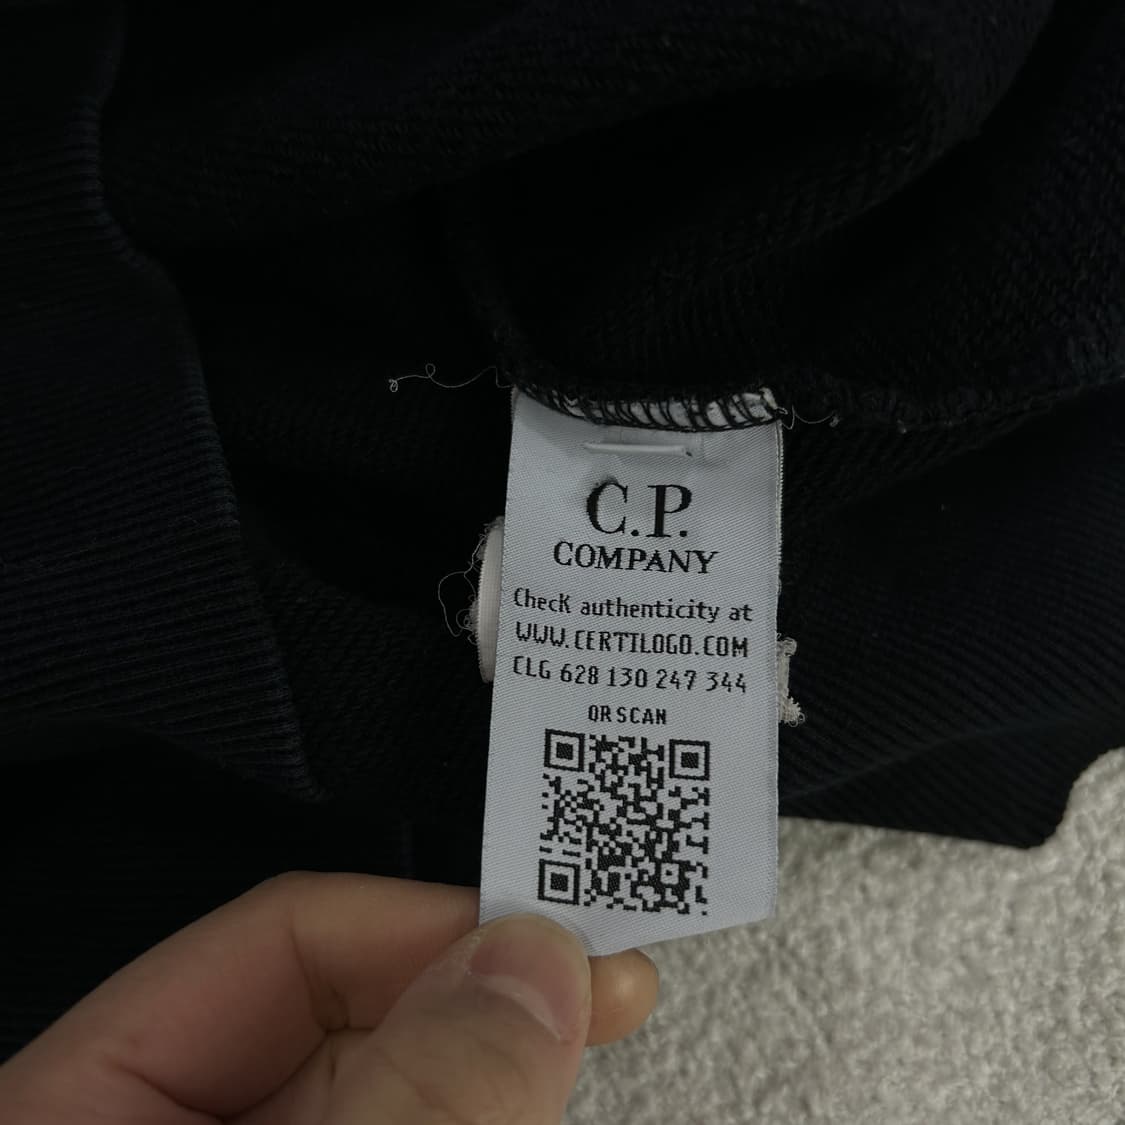 C.P.
COMPANY
Check authenticity at
WWW.CERTILOGO.COM
CLG 628 130 247 344
OR SCAN